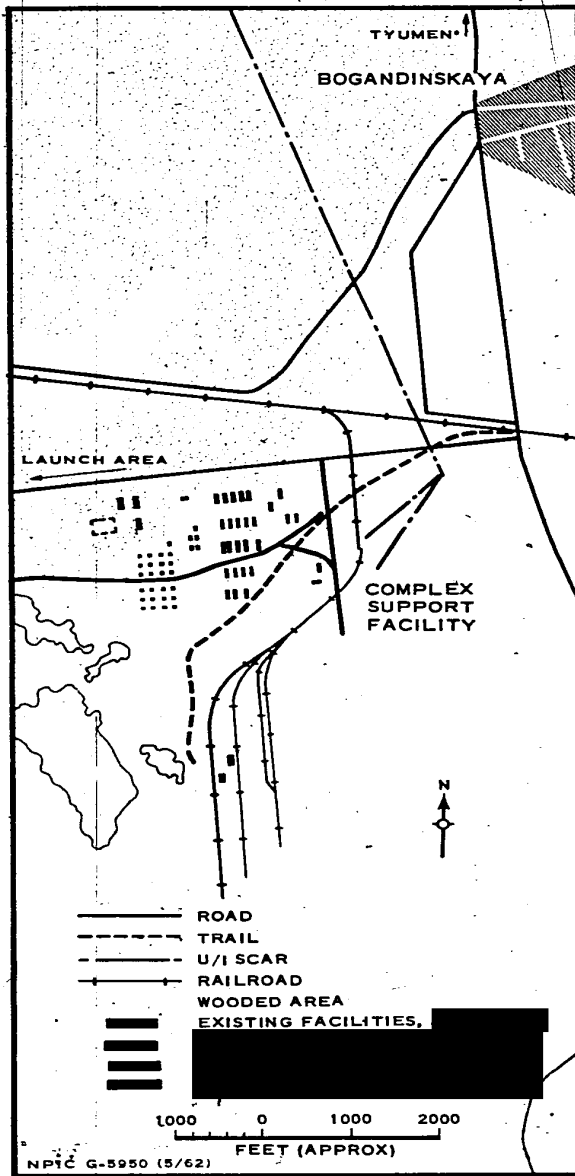 TYUMEN
BOGANDINSKAYA
LAUNCH AREA
COMPLEX
SUPPORT
FACILITY
N
ROAD
TRAIL
U/I SCAR
RAILROAD
WOODED AREA
EXISTING FACILITIES,
1000 0 1000 2000
FEET (APPROX)
NPIC G-5950 (5/62)